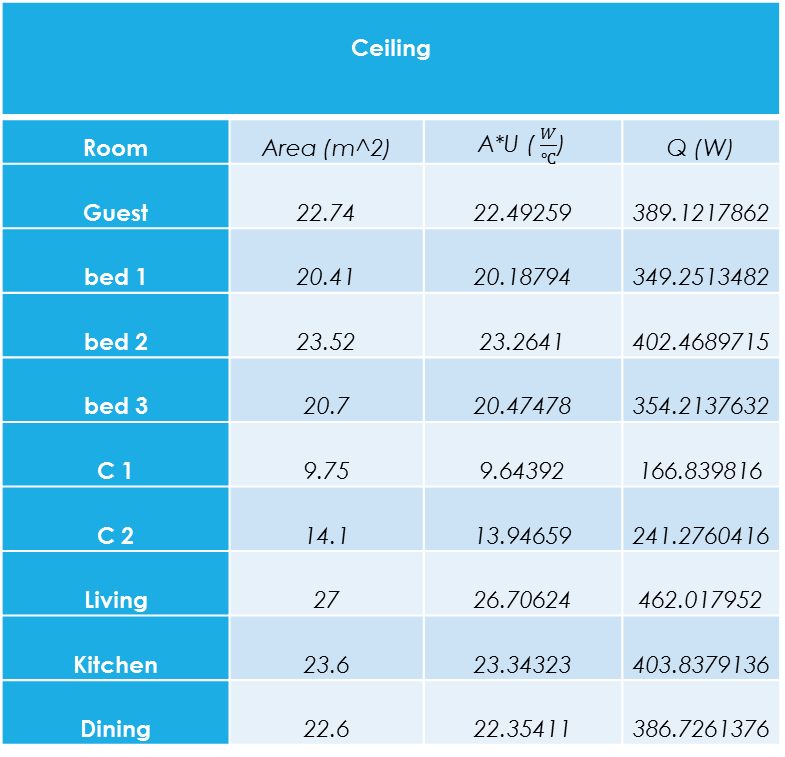 Ceiling
Room Area (m^2) A*U (W/°C) Q (W)
Guest 22.74 22.49259 389.1217862
bed 1 20.41 20.18794 349.2513482
bed 2 23.52 23.2641 402.4689715
bed 3 20.7 20.47478 354.2137632
C 1 9.75 9.64392 166.839816
C 2 14.1 13.94659 241.2760416
Living 27 26.70624 462.017952
Kitchen 23.6 23.34323 403.8379136
Dining 22.6 22.35411 386.7261376